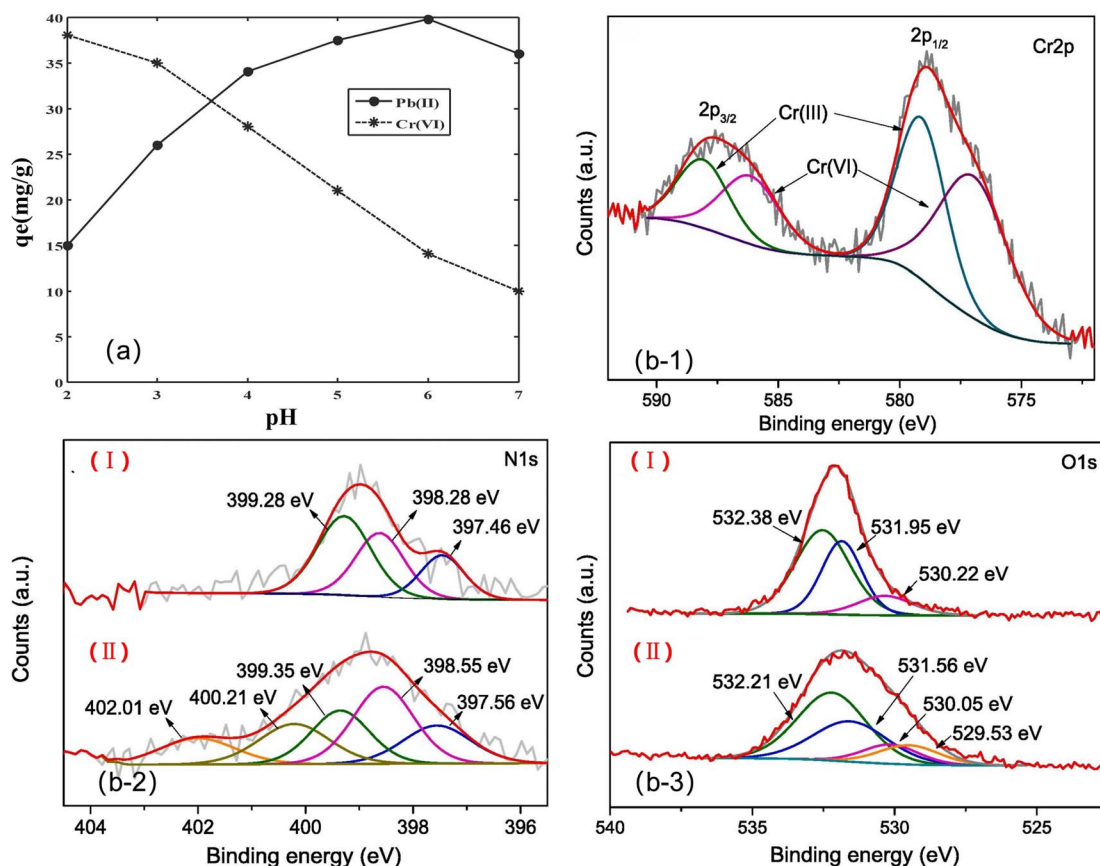 40
35
30
25
20
15
10
5
0
qe(mg/g)
Pb(II)
Cr(VI)
(a)
2 3 4 5 6 7
pH
2p1/2
Cr2p
2p3/2
Cr(III)
Cr(VI)
Counts (a.u.)
(b-1)
590 585 580 575
Binding energy (eV)
(Ⅰ)
N1s
399.28 eV
398.28 eV
397.46 eV
Counts (a.u.)
(Ⅱ)
399.35 eV
398.55 eV
400.21 eV
397.56 eV
402.01 eV
(b-2)
404 402 400 398 396
Binding energy (eV)
(Ⅰ)
O1s
532.38 eV
531.95 eV
530.22 eV
Counts (a.u.)
(Ⅱ)
531.56 eV
532.21 eV
530.05 eV
529.53 eV
(b-3)
540 535 530 525
Binding energy (eV)